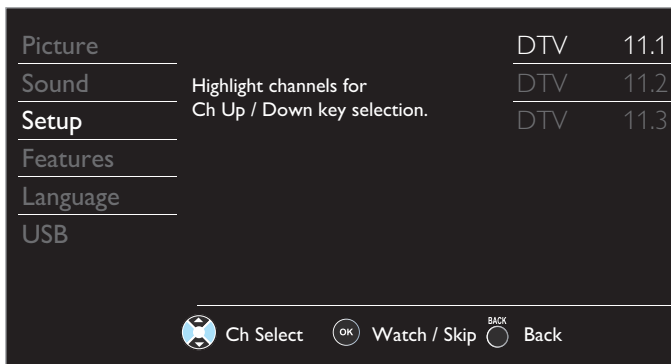 Picture
Sound
Setup
Features
Language
USB
Highlight channels for
Ch Up / Down key selection.
DTV 11.1
DTV 11.2
DTV 11.3
Ch Select OK Watch / Skip BACK Back